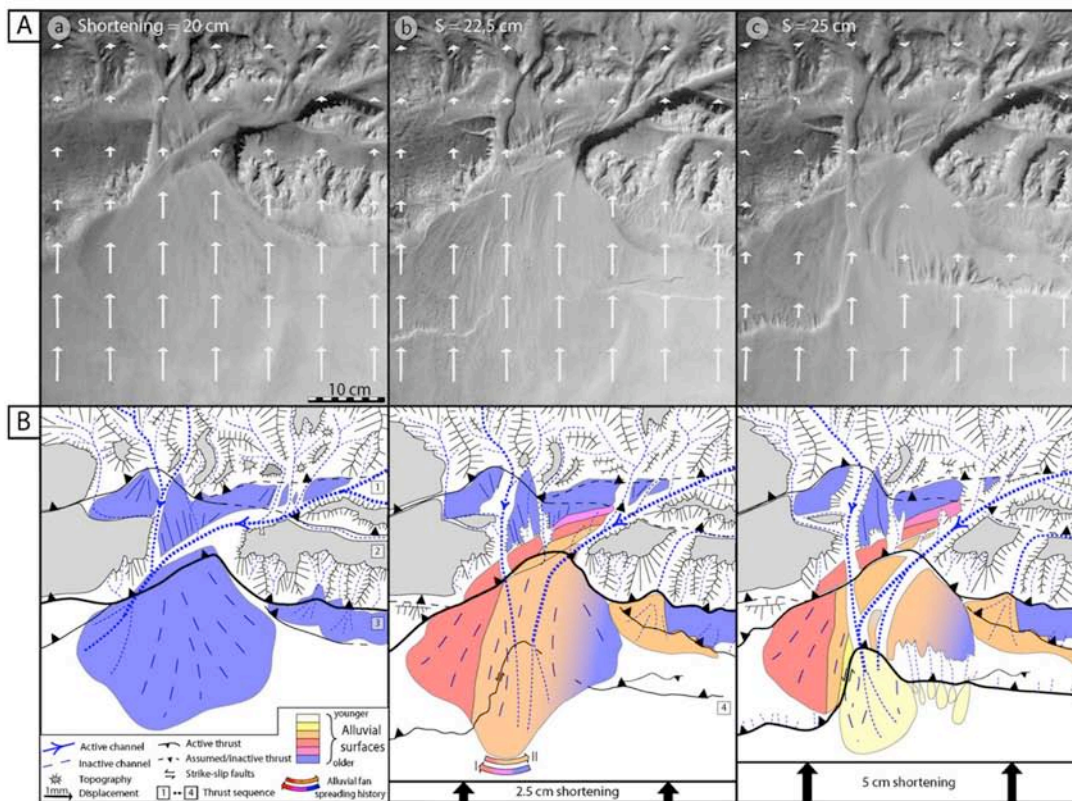 A
a Shortening = 20 cm
b S = 22,5 cm
c S = 25 cm
10 cm
B
1
2
3
4
I
II
Active channel
Inactive channel
Topography
1mm Displacement
Active thrust
Assumed/inactive thrust
Strike-slip faults
1 4 Thrust sequence
younger
Alluvial
surfaces
older
Alluvial fan
spreading history
2.5 cm shortening
5 cm shortening